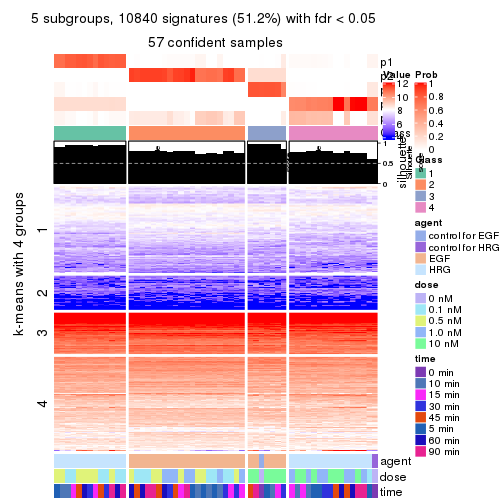 5 subgroups, 10840 signatures (51.2%) with fdr < 0.05
57 confident samples
p1
Value
Prob
12
10
8
6
1
0.8
0.6
0.4
0.2
0
1
0.5
0
silhouette
Class
1
2
3
4
k-means with 4 groups
1
2
3
4
agent
control for EGF
control for HRG
EGF
HRG
dose
0 nM
0.1 nM
0.5 nM
1.0 nM
10 nM
time
0 min
10 min
15 min
30 min
45 min
5 min
60 min
90 min
agent
dose
time